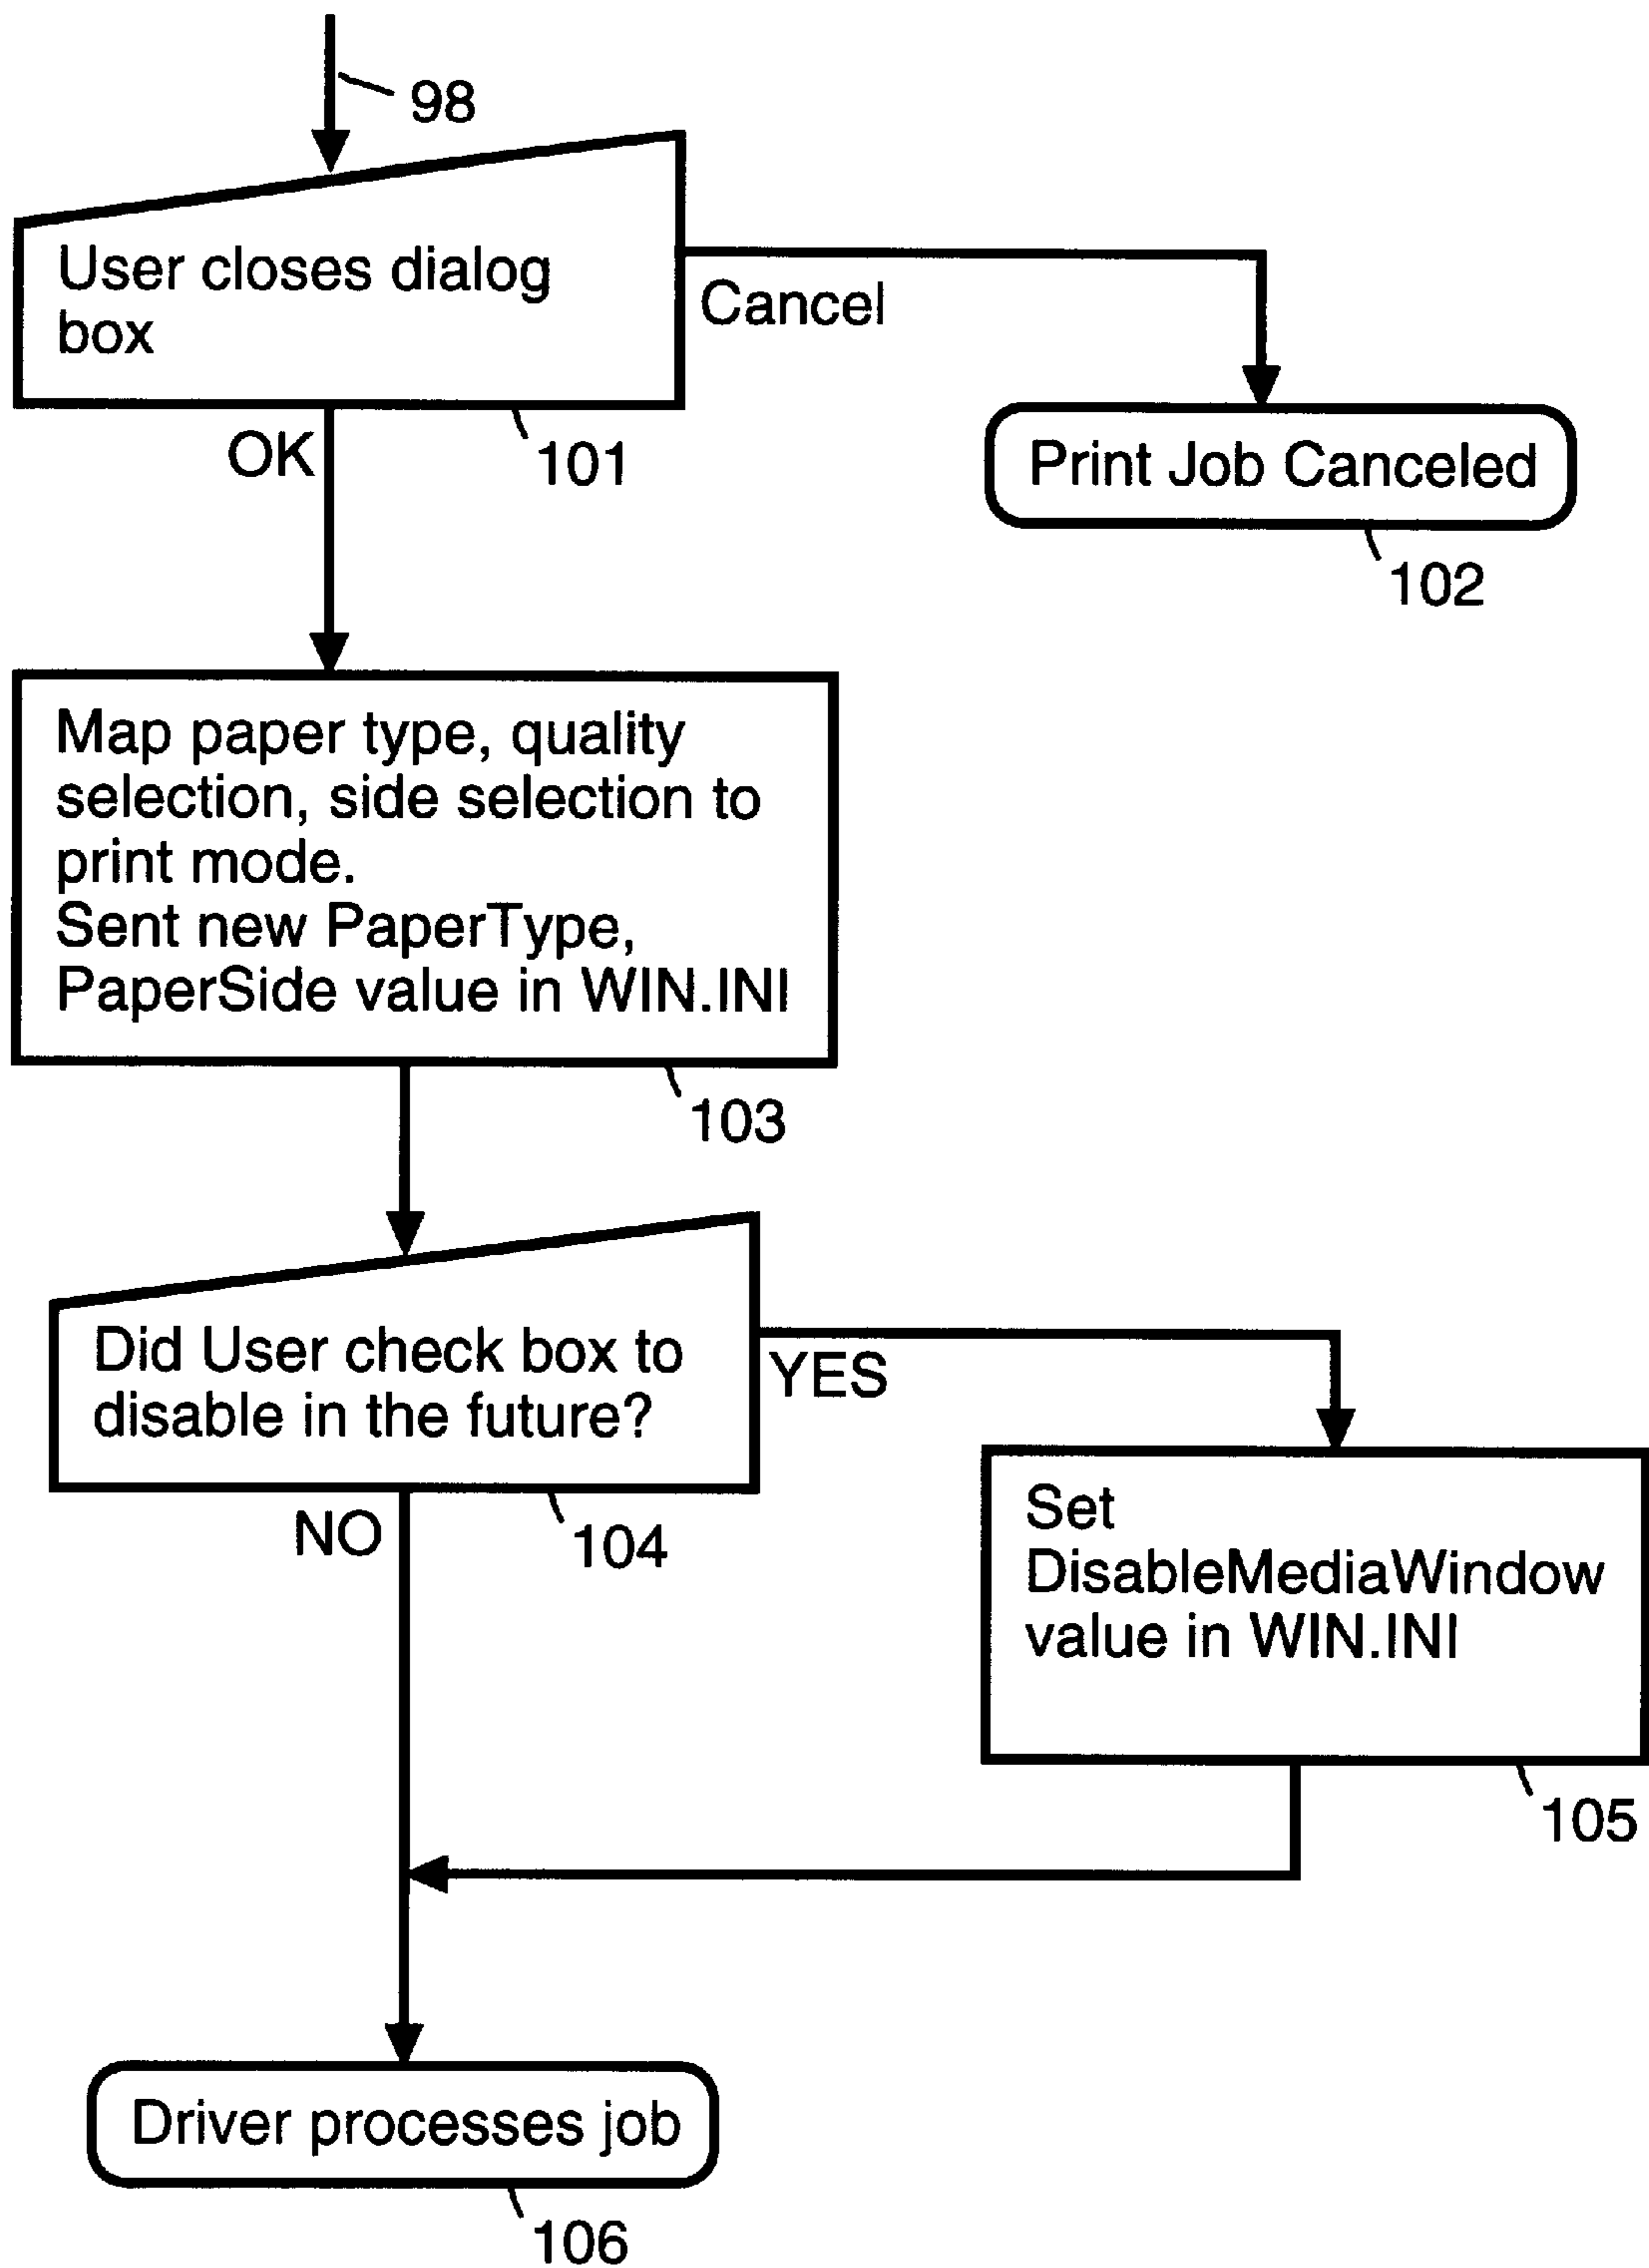 98
User closes dialog
box
Cancel
OK
101
Print Job Canceled
102
Map paper type, quality
selection, side selection to
print mode.
Sent new PaperType,
PaperSide value in WIN.INI
103
Did User check box to
disable in the future?
YES
NO
104
Set
DisableMediaWindow
value in WIN.INI
105
Driver processes job
106